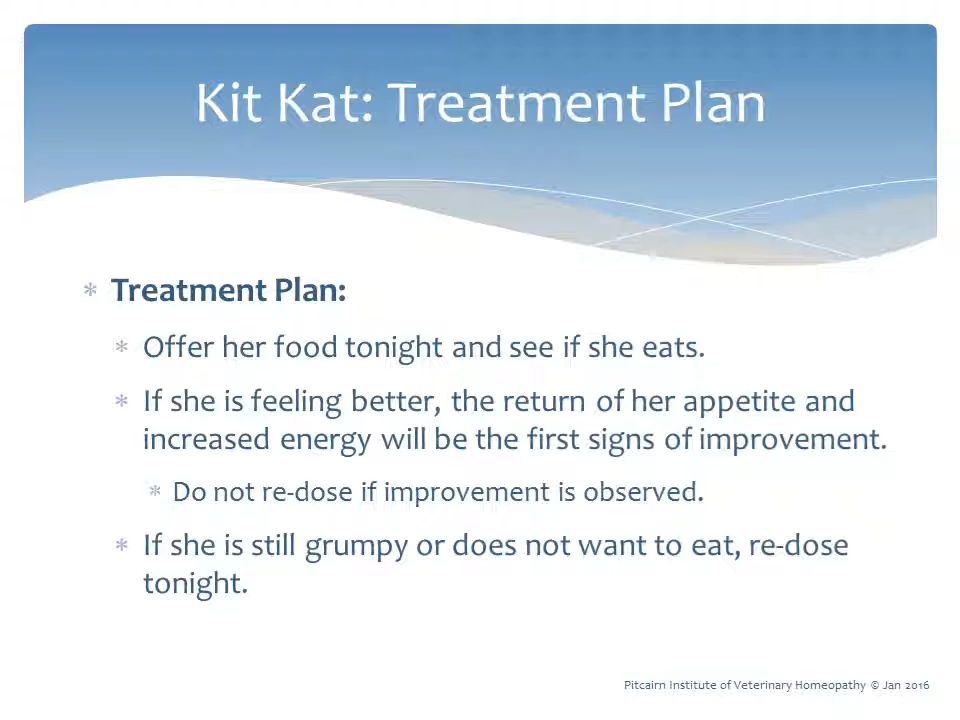 Kit Kat: Treatment Plan
* Treatment Plan:
* Offer her food tonight and see if she eats.
* If she is feeling better, the return of her appetite and
increased energy will be the first signs of improvement.
* Do not re-dose if improvement is observed.
* If she is still grumpy or does not want to eat, re-dose
tonight.
Pitcairn Institute of Veterinary Homeopathy © Jan 2016